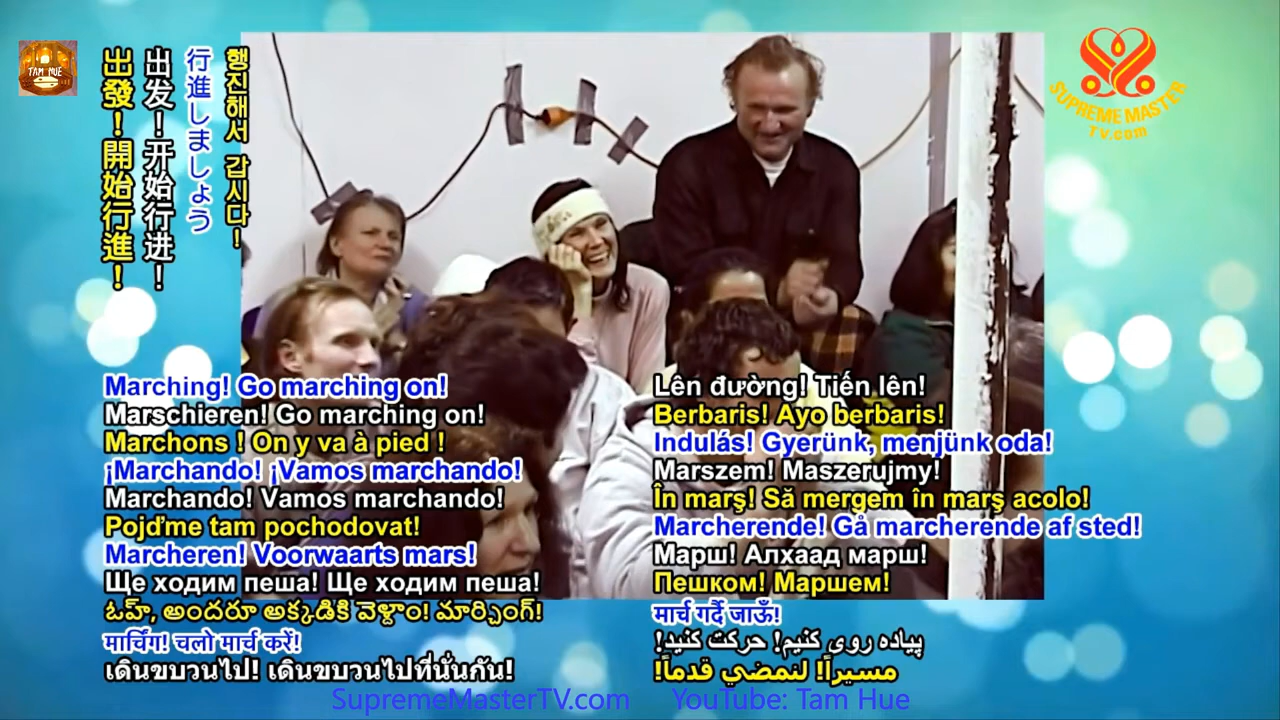 TAM HUE
出發！開始行進！
出发！开始行进！
行進しましょう
행진해서 갑시다!
SUPREME MASTER
TV.com
Marching! Go marching on!
Marschieren! Go marching on!
Marchons ! On y va à pied !
¡Marchando! ¡Vamos marchando!
Marchando! Vamos marchando!
Pojďme tam pochodovat!
Marcheren! Voorwaarts mars!
Ще ходим пеша! Ще ходим пеша!
ఓహ్, అందరూ అక్కడికి వెళ్దాం! మార్చింగ్!
मार्चिंग! चलो मार्च करें!
เดินขบวนไป! เดินขบวนไปที่นั่นกัน!
Lên đường! Tiến lên!
Berbaris! Ayo berbaris!
Indulás! Gyerünk, menjünk oda!
Marszem! Maszerujmy!
În marş! Să mergem în marş acolo!
Marcherende! Gå marcherende af sted!
Марш! Алхаад марш!
Пешком! Маршем!
मार्च गर्दै जाऊँ!
پیاده روی کنیم! حرکت کنید!
مسيراً! لنمضي قدماً!
SupremeMasterTV.com
YouTube: Tam Hue